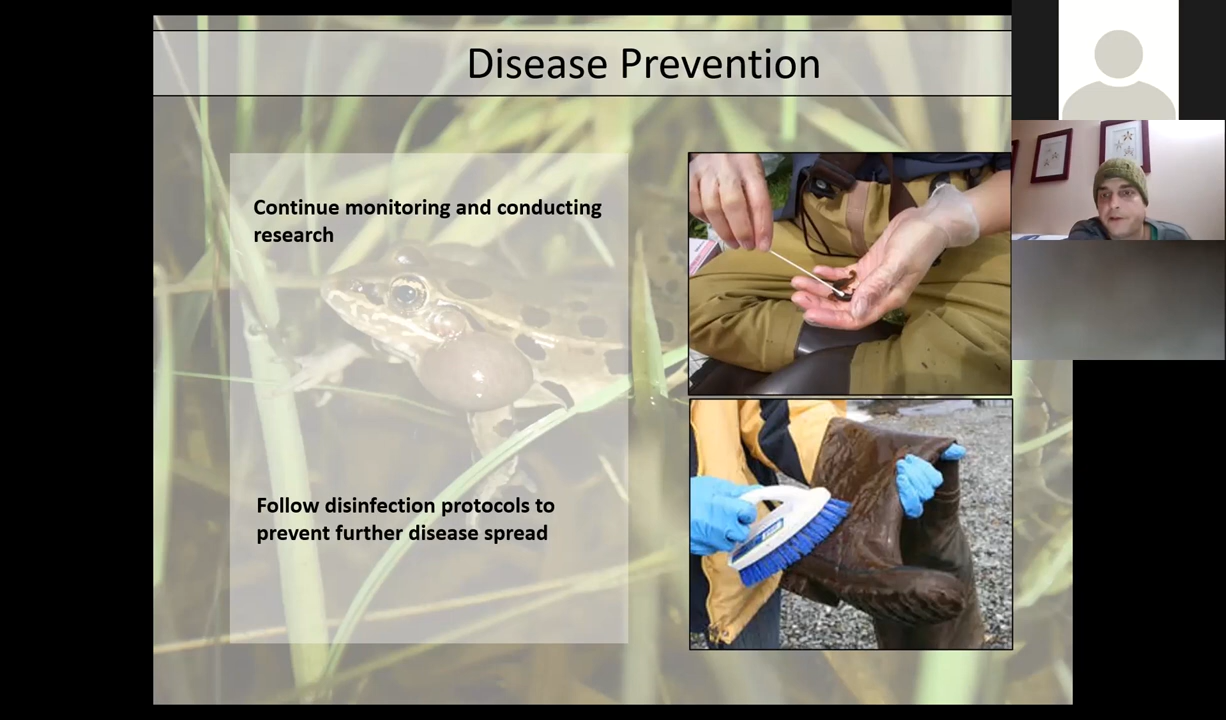 Disease Prevention
Continue monitoring and conducting
research
Follow disinfection protocols to
prevent further disease spread